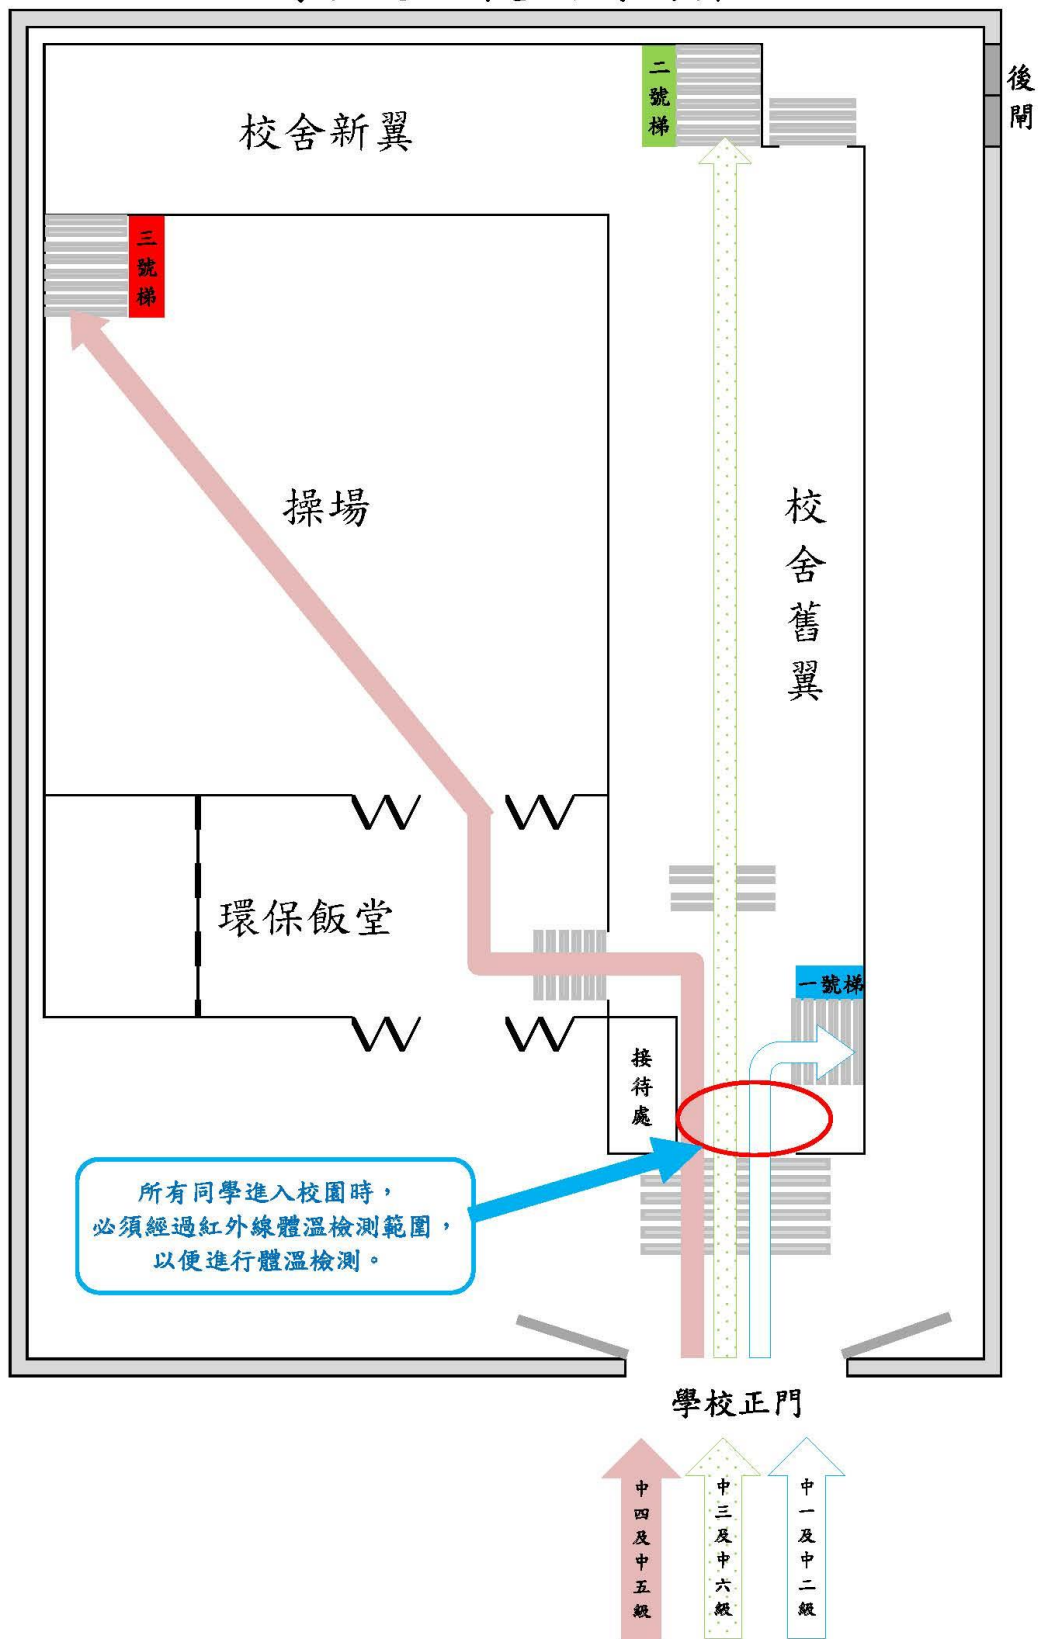 二號梯
後閘
校舍新翼
三號梯
操場
校舍舊翼
環保飯堂
一號梯
接待處
所有同學進入校園時，
必須經過紅外線體溫檢測範圍，
以便進行體溫檢測。
學校正門
中四及中五級
中三及中六級
中一及中二級